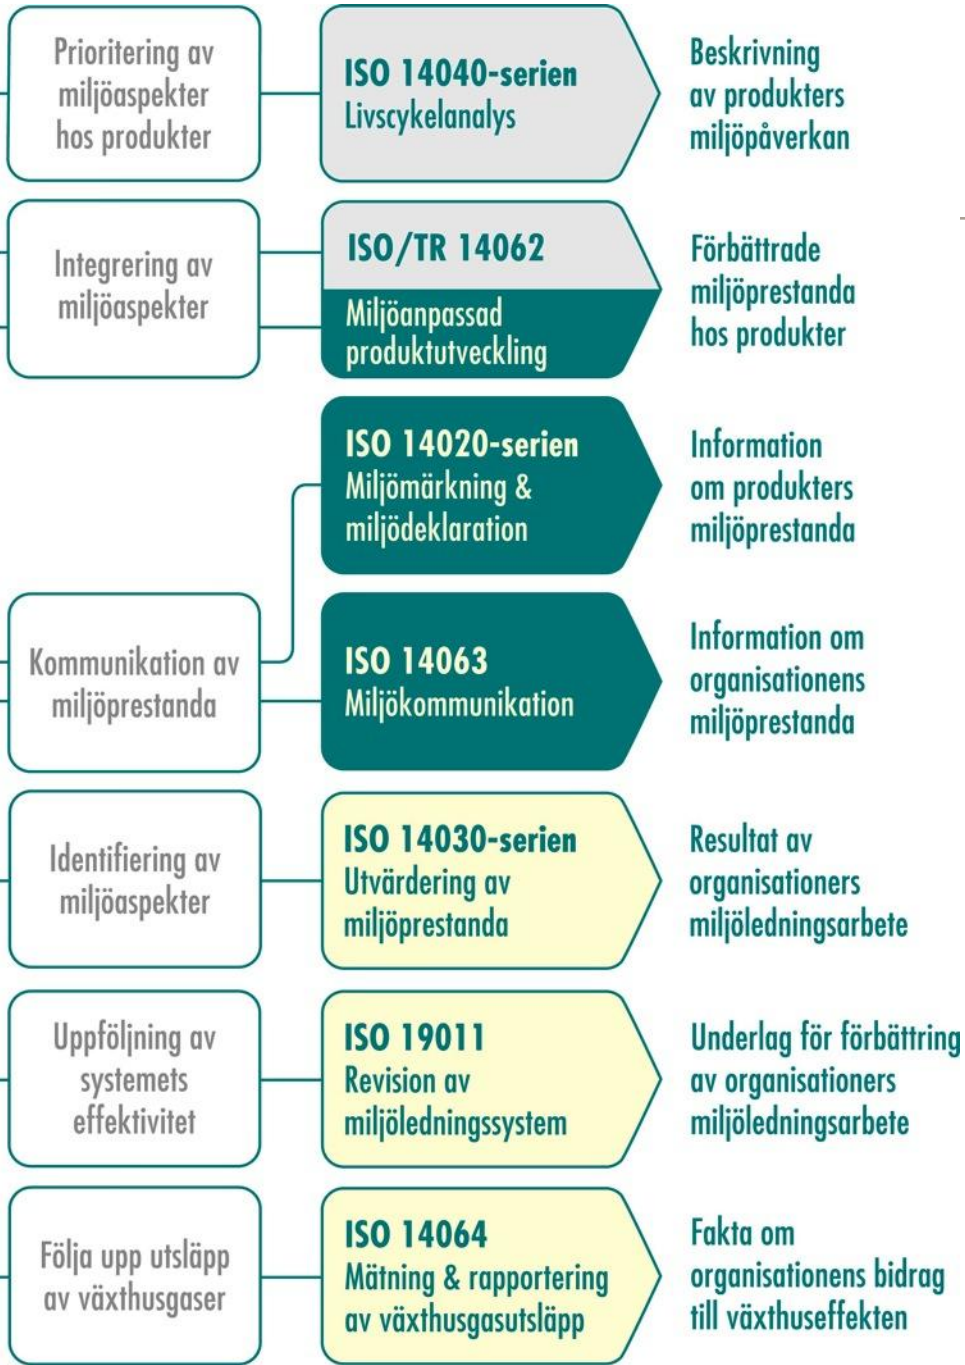 Prioritering av
miljöaspekter
hos produkter
ISO 14040-serien
Livscykelanalys
Beskrivning
av produkters
miljöpåverkan
Integrering av
miljöaspekter
ISO/TR 14062
Miljöanpassad
produktutveckling
Förbättrade
miljöprestanda
hos produkter
ISO 14020-serien
Miljömärkning &
miljödeklaration
Information
om produkters
miljöprestanda
Kommunikation av
miljöprestanda
ISO 14063
Miljökommunikation
Information om
organisationens
miljöprestanda
Identifiering av
miljöaspekter
ISO 14030-serien
Utvärdering av
miljöprestanda
Resultat av
organisationers
miljöledningsarbete
Uppföljning av
systemets
effektivitet
ISO 19011
Revision av
miljöledningssystem
Underlag för förbättring
av organisationers
miljöledningsarbete
Följa upp utsläpp
av växthusgaser
ISO 14064
Mätning & rapportering
av växthusgasutsläpp
Fakta om
organisationens bidrag
till växthuseffekten